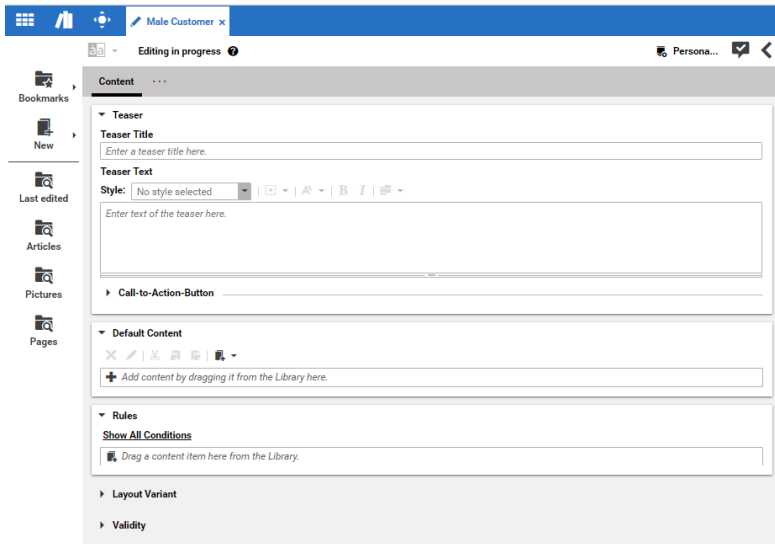 Male Customer ×
Editing in progress
Persona...
Bookmarks
New
Last edited
Articles
Pictures
Pages
Content ...
Teaser
Teaser Title
Enter a teaser title here.
Teaser Text
Style: No style selected
B I
Enter text of the teaser here.
Call-to-Action-Button
Default Content
Add content by dragging it from the Library here.
Rules
Show All Conditions
Drag a content item here from the Library.
Layout Variant
Validity